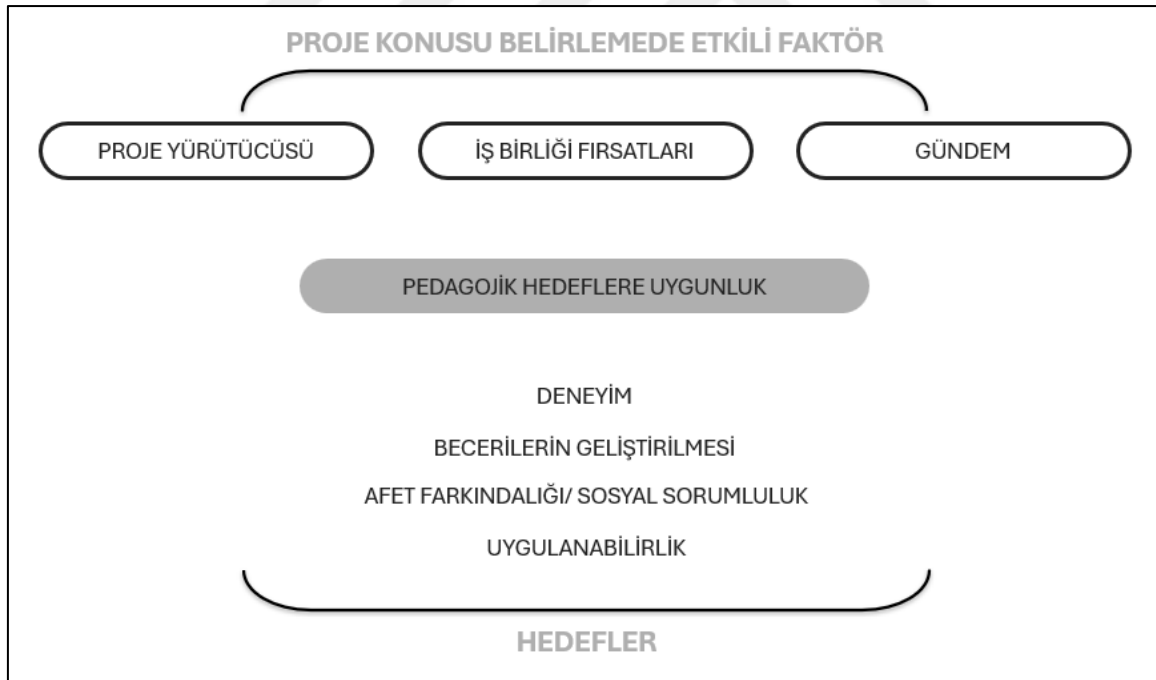 PROJE KONUSU BELİRLEMEDE ETKİLİ FAKTÖR
PROJE YÜRÜTÜCÜSÜ
İŞ BİRLİĞİ FIRSATLARI
GÜNDEM
PEDAGOJİK HEDEFLERE UYGUNLUK
DENEYİM
BECERİLERİN GELİŞTİRİLMESİ
AFET FARKINDALIĞI/ SOSYAL SORUMLULUK
UYGULANABİLİRLİK
HEDEFLER